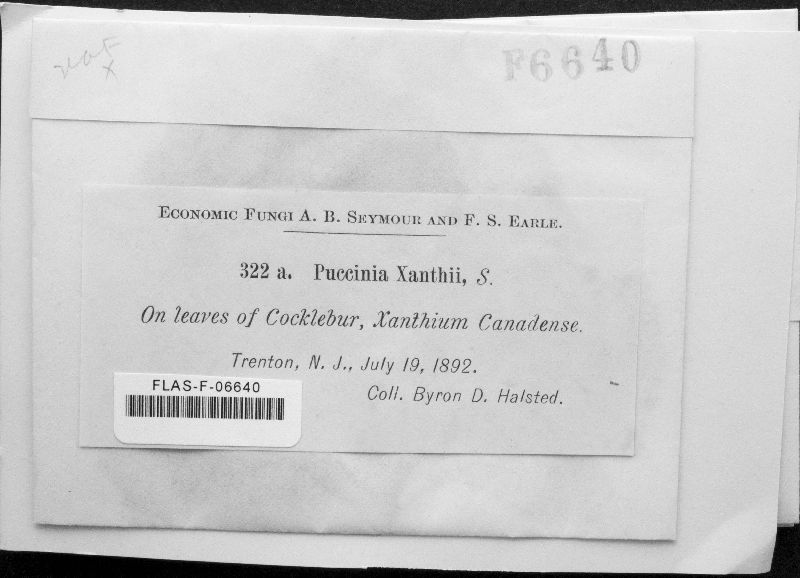 F6640
ECONOMIC FUNGI A. B. SEYMOUR AND F. S. EARLE.
322 a. Puccinia Xanthii, S.
On leaves of Cocklebur, Xanthium Canadense.
Trenton, N. J., July 19, 1892.
Coll. Byron D. Halsted.
FLAS-F-06640